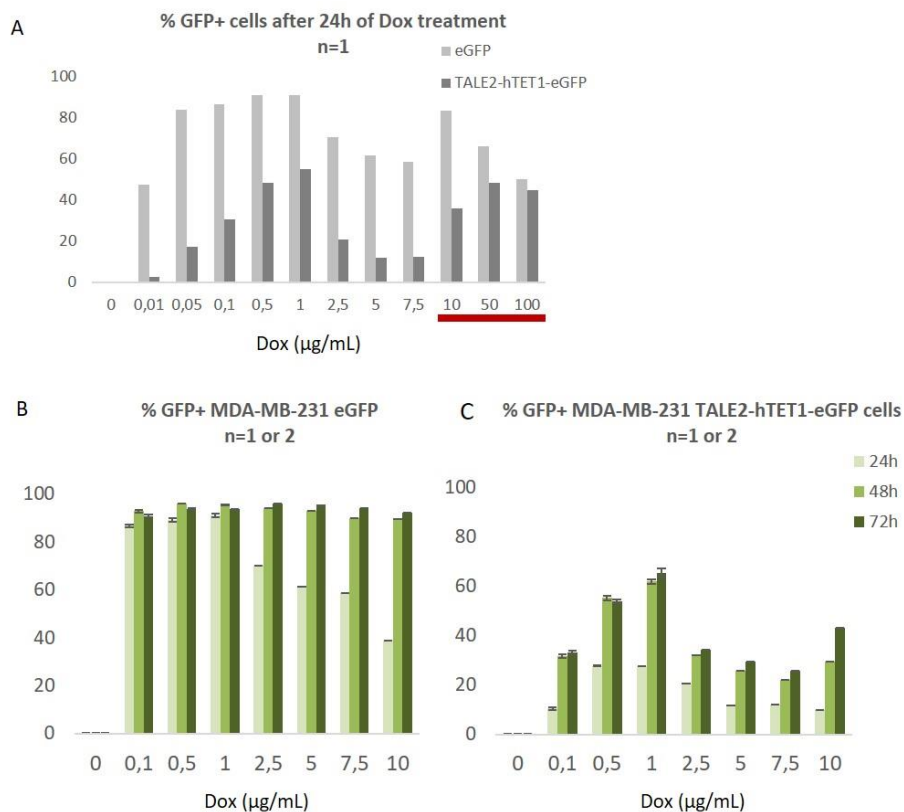 A
% GFP+ cells after 24h of Dox treatment
n=1
eGFP
TALE2-hTET1-eGFP
100
80
60
40
20
0
0 0,01 0,05 0,1 0,5 1 2,5 5 7,5 10 50 100
Dox (µg/mL)
B
% GFP+ MDA-MB-231 eGFP
n=1 or 2
100
80
60
40
20
0
0 0,1 0,5 1 2,5 5 7,5 10
Dox (µg/mL)
C
% GFP+ MDA-MB-231 TALE2-hTET1-eGFP cells
n=1 or 2
24h
48h
72h
100
80
60
40
20
0
0 0,1 0,5 1 2,5 5 7,5 10
Dox (µg/mL)